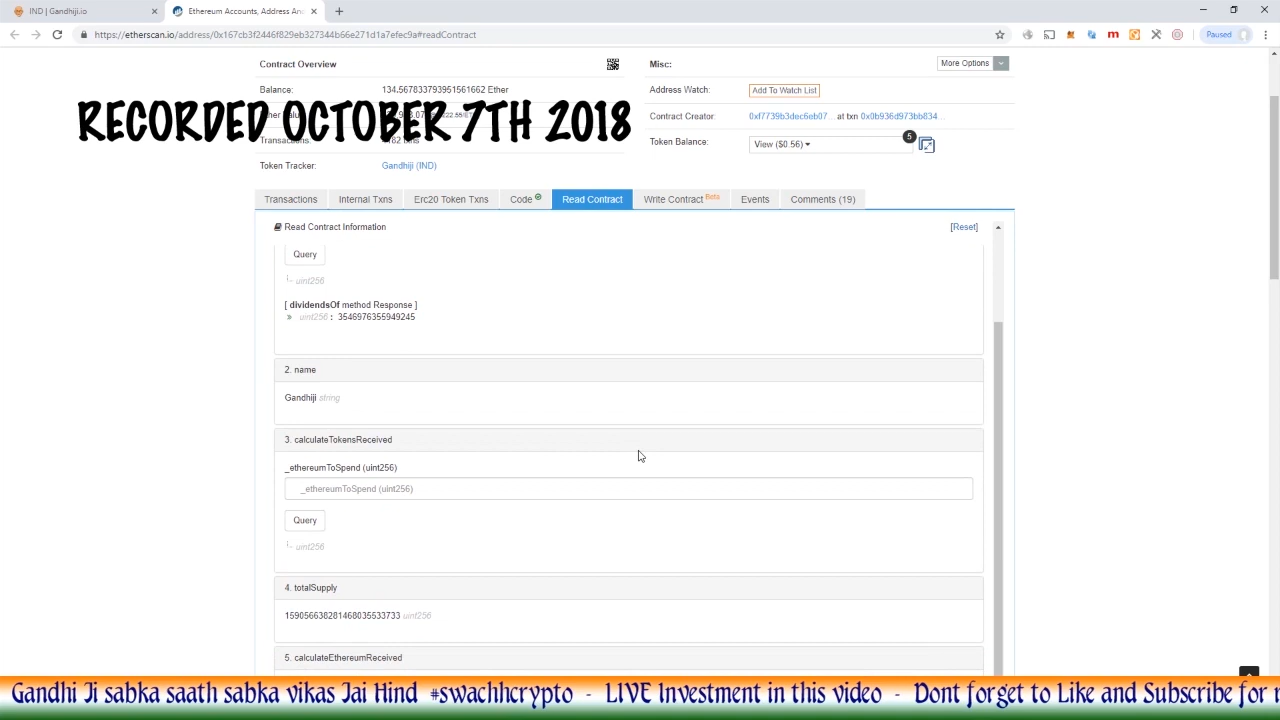 IND | Gandhiji.io
Ethereum Accounts, Address An
https://etherscan.io/address/0x167cb3f2446f829eb327344b66e271d1a7efec9a#readContract
Paused
Contract Overview
Misc:
More Options
Balance: 134.567833793951561662 Ether
Address Watch: Add To Watch List
RECORDED OCTOBER 7TH 2018
Contract Creator: 0xf7739b3dec6eb07... at txn 0x0b936d973bb834...
Token Balance: View ($0.56)
5
Token Tracker: Gandhiji (IND)
Transactions
Internal Txns
Erc20 Token Txns
Code
Read Contract
Write Contract Beta
Events
Comments (19)
Read Contract Information
[Reset]
Query
uint256
[ dividendsOf method Response ]
» uint256 : 3546976355949245
2. name
Gandhiji string
3. calculateTokensReceived
_ethereumToSpend (uint256)
_ethereumToSpend (uint256)
Query
uint256
4. totalSupply
159056638281468035533733 uint256
5. calculateEthereumReceived
Gandhi Ji sabka saath sabka vikas Jai Hind #swachhcrypto - LIVE Investment in this video - Dont forget to Like and Subscribe for